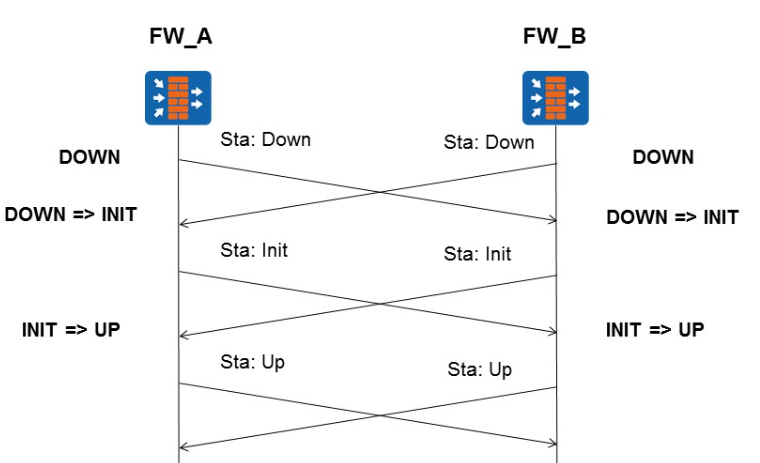 FW_A
FW_B
Sta: Down
Sta: Down
DOWN
DOWN
DOWN => INIT
DOWN => INIT
Sta: Init
Sta: Init
INIT => UP
INIT => UP
Sta: Up
Sta: Up